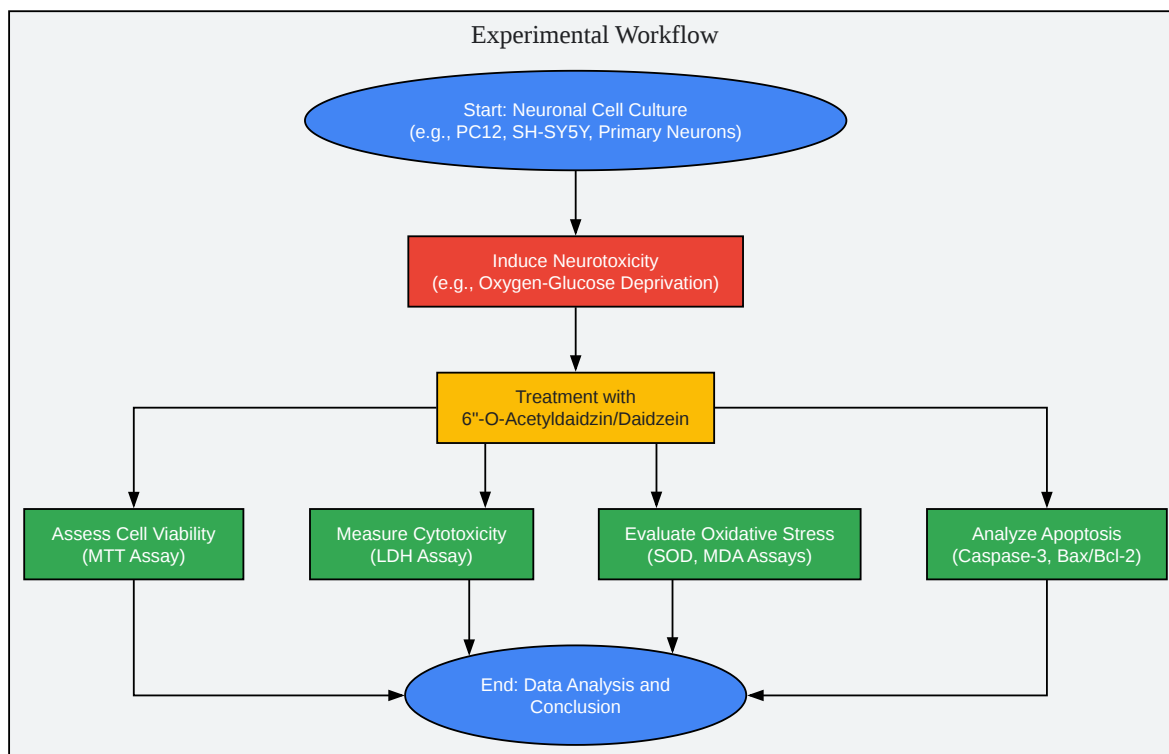 Experimental Workflow
Start: Neuronal Cell Culture
(e.g., PC12, SH-SY5Y, Primary Neurons)
Induce Neurotoxicity
(e.g., Oxygen-Glucose Deprivation)
Treatment with
6"-O-Acetyldaidzin/Daidzein
Assess Cell Viability
(MTT Assay)
Measure Cytotoxicity
(LDH Assay)
Evaluate Oxidative Stress
(SOD, MDA Assays)
Analyze Apoptosis
(Caspase-3, Bax/Bcl-2)
End: Data Analysis and
Conclusion